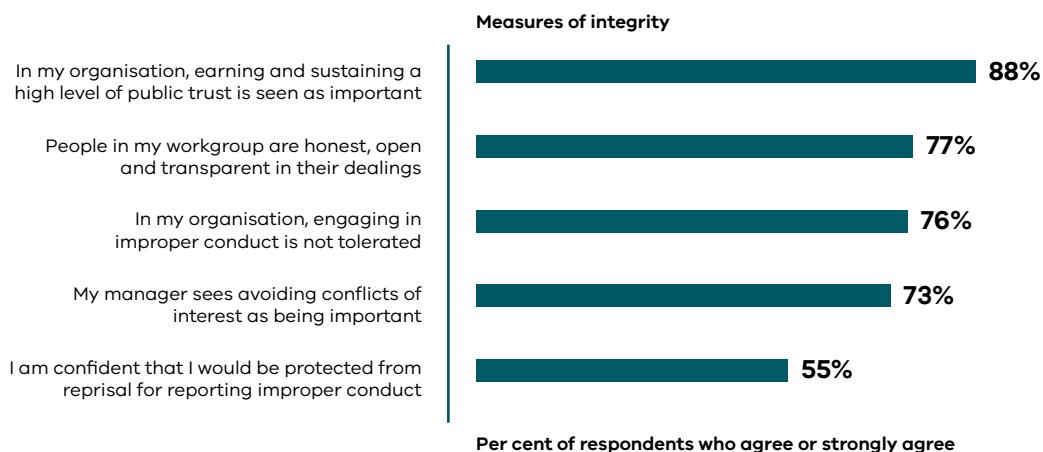 Measures of integrity
In my organisation, earning and sustaining a
high level of public trust is seen as important
88%
People in my workgroup are honest, open
and transparent in their dealings
77%
In my organisation, engaging in
improper conduct is not tolerated
76%
My manager sees avoiding conflicts of
interest as being important
73%
I am confident that I would be protected from
reprisal for reporting improper conduct
55%
Per cent of respondents who agree or strongly agree